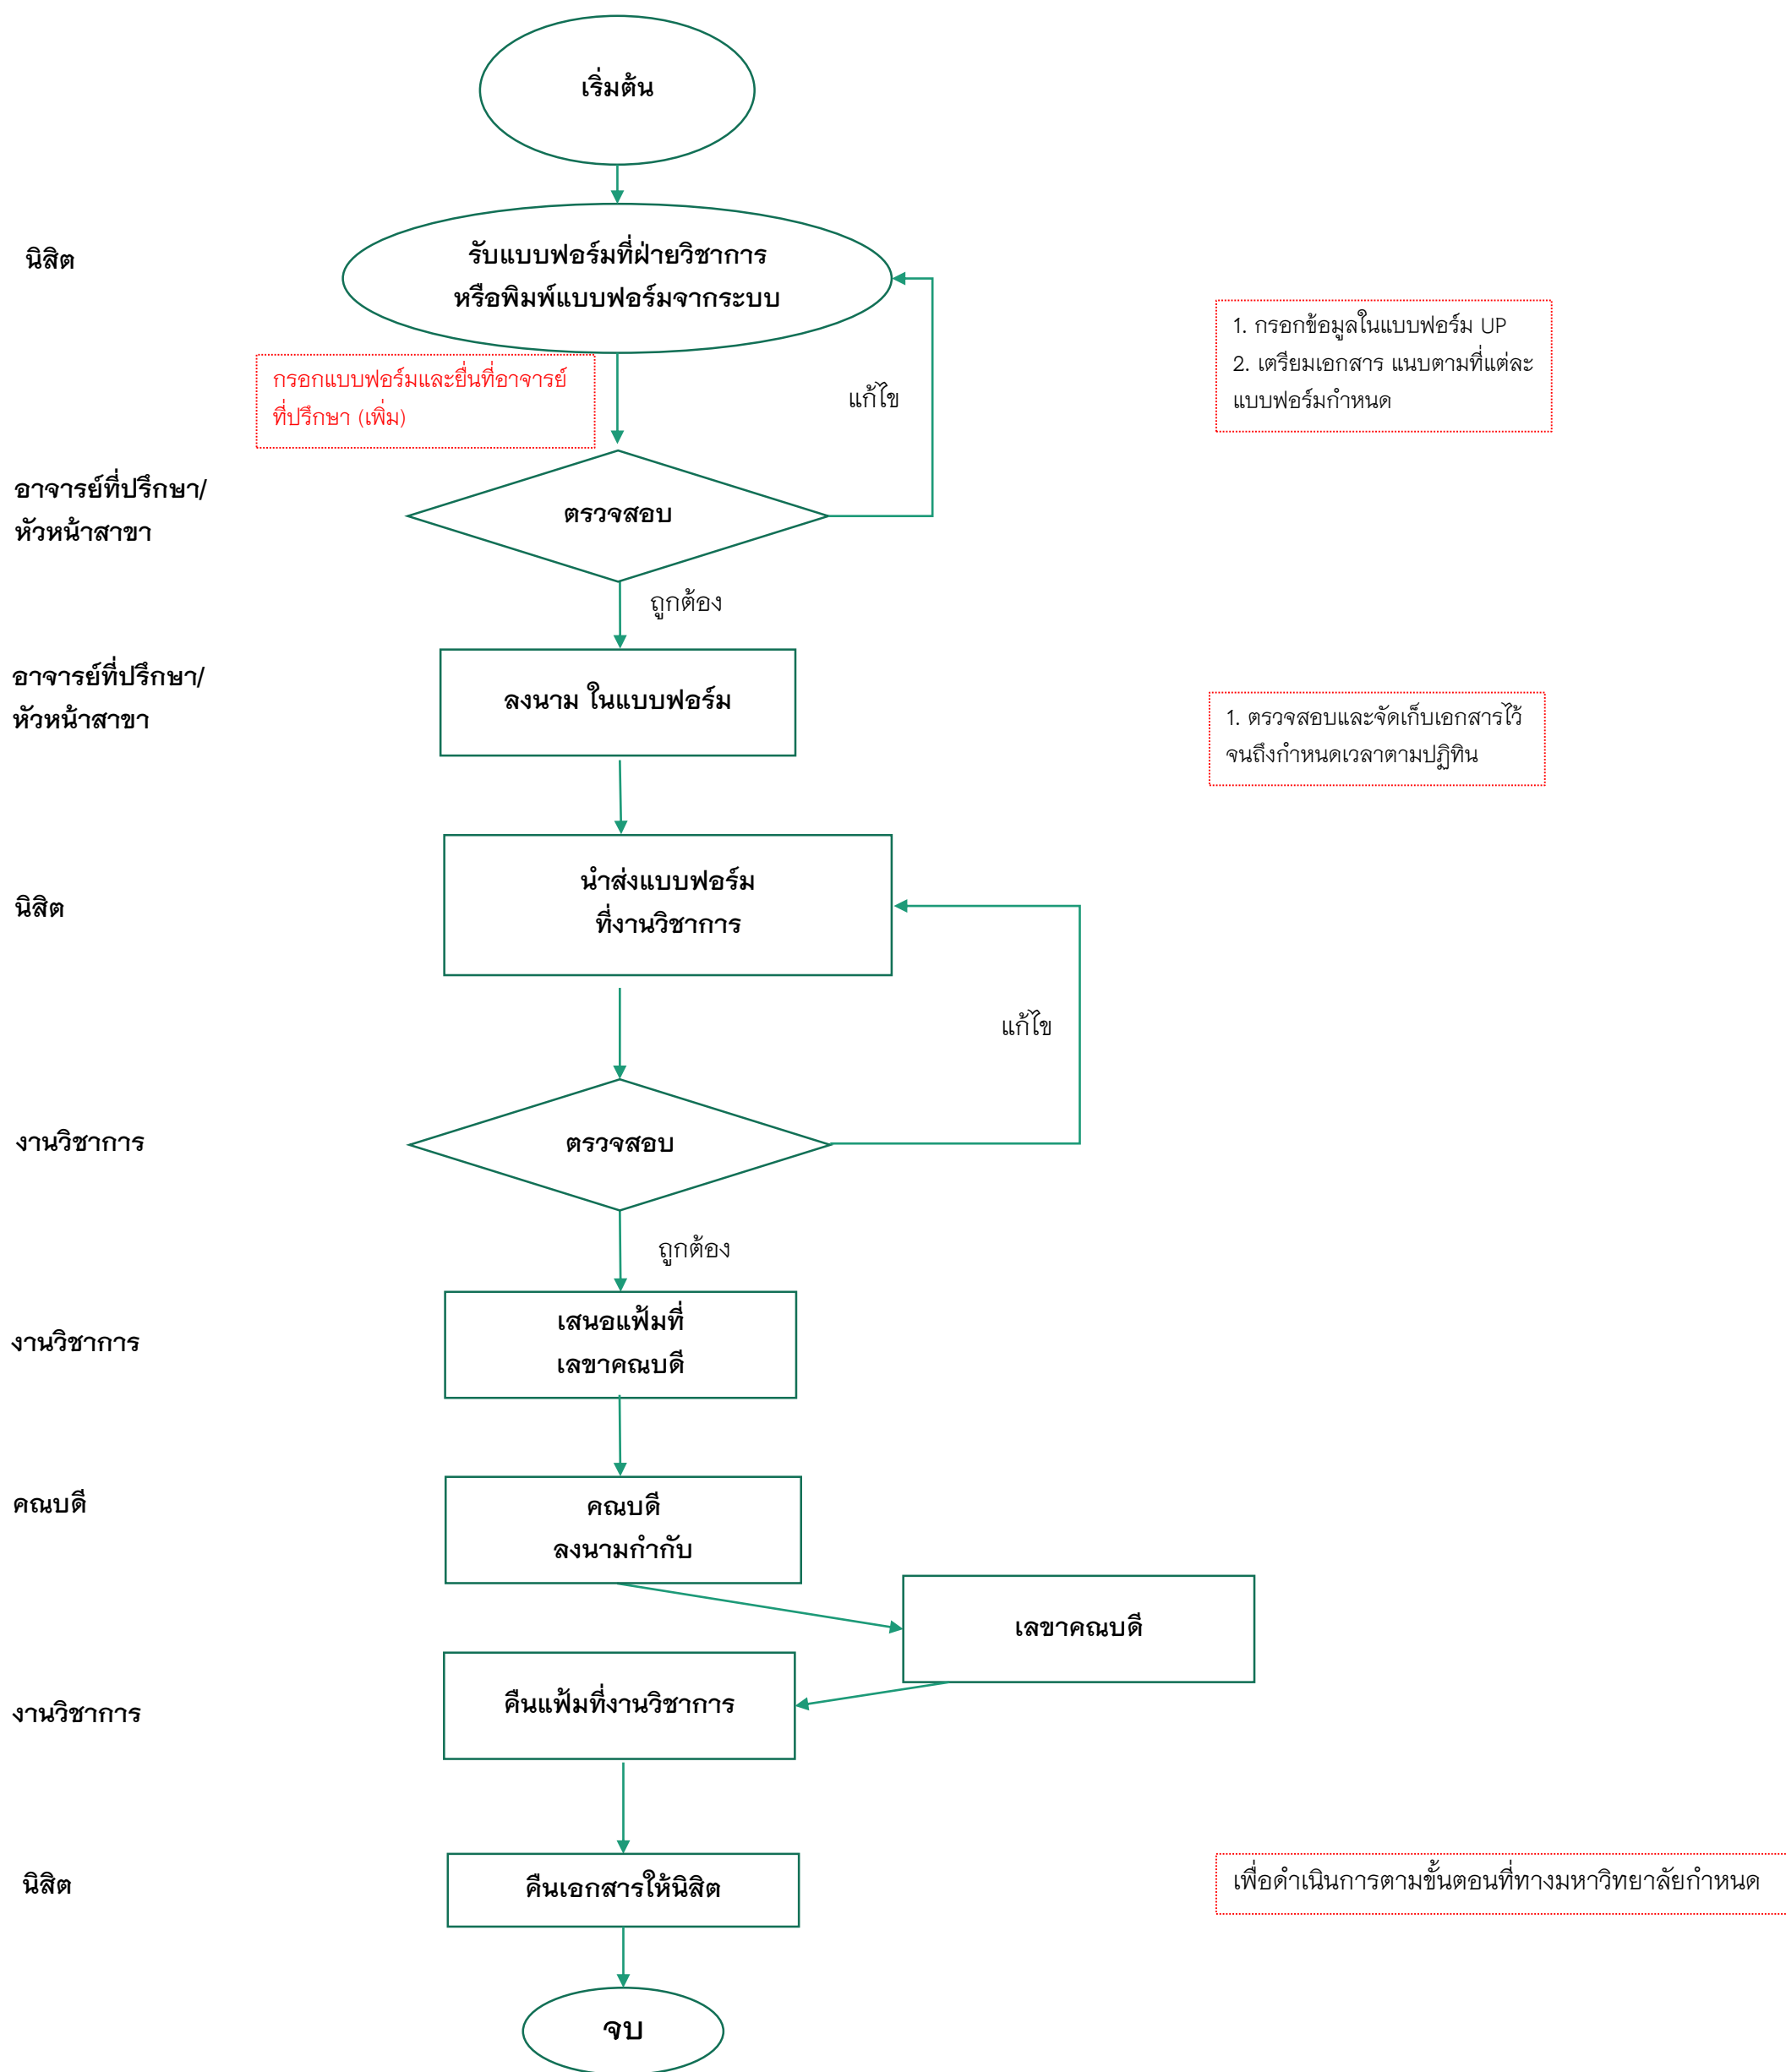 เริ่มต้น
นิสิต
รับแบบฟอร์มที่ฝ่ายวิชาการ
หรือพิมพ์แบบฟอร์มจากระบบ
1. กรอกข้อมูลในแบบฟอร์ม UP
2. เตรียมเอกสาร แนบตามที่แต่ละ
แบบฟอร์มกำหนด
กรอกแบบฟอร์มและยื่นที่อาจารย์
ที่ปรึกษา (เพิ่ม)
แก้ไข
อาจารย์ที่ปรึกษา/
หัวหน้าสาขา
ตรวจสอบ
ถูกต้อง
อาจารย์ที่ปรึกษา/
หัวหน้าสาขา
ลงนาม ในแบบฟอร์ม
1. ตรวจสอบและจัดเก็บเอกสารไว้
จนถึงกำหนดเวลาตามปฏิทิน
นิสิต
นำส่งแบบฟอร์ม
ที่งานวิชาการ
แก้ไข
งานวิชาการ
ตรวจสอบ
ถูกต้อง
งานวิชาการ
เสนอแฟ้มที่
เลขาคณบดี
คณบดี
คณบดี
ลงนามกำกับ
เลขาคณบดี
งานวิชาการ
คืนแฟ้มที่งานวิชาการ
นิสิต
คืนเอกสารให้นิสิต
เพื่อดำเนินการตามขั้นตอนที่ทางมหาวิทยาลัยกำหนด
จบ